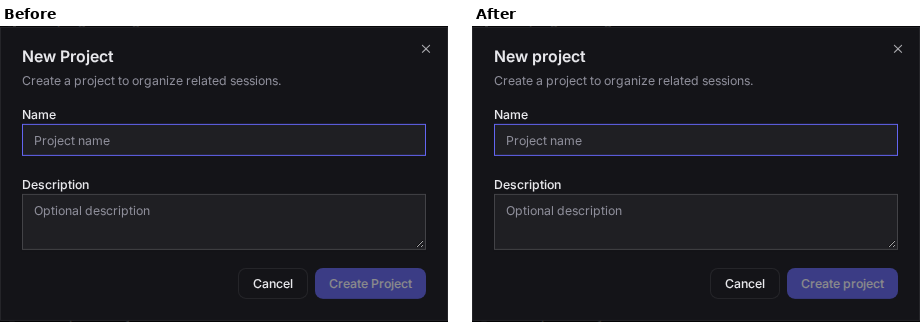 Before
New Project
Create a project to organize related sessions.
Name
Project name
Description
Optional description
Cancel
Create Project
After
New project
Create a project to organize related sessions.
Name
Project name
Description
Optional description
Cancel
Create project